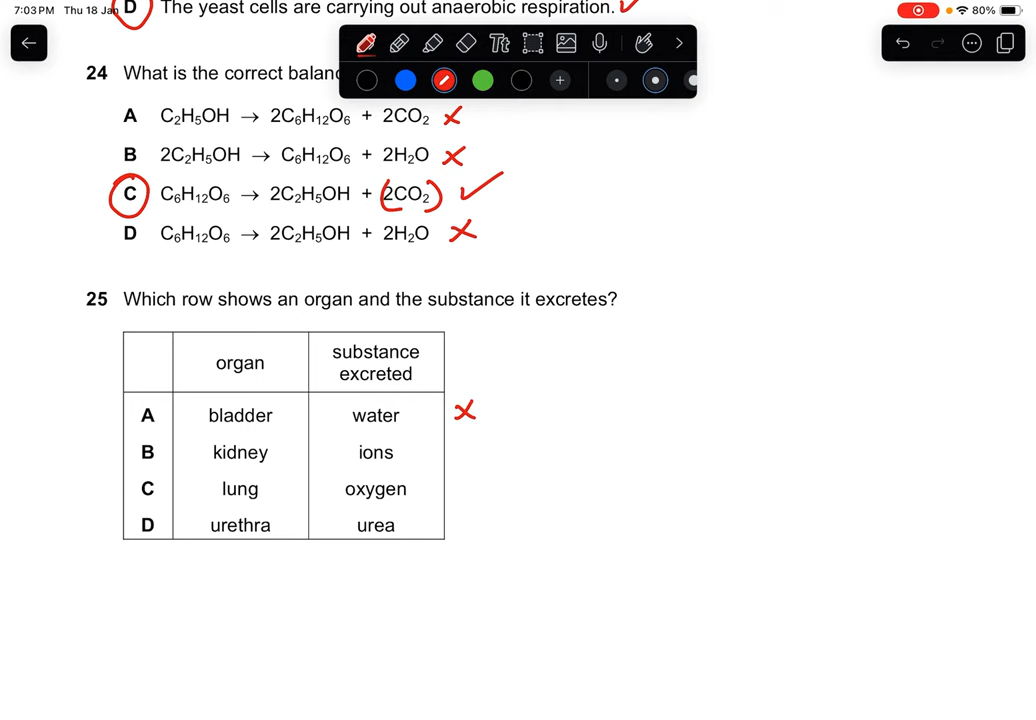 7:03 PM Thu 18 Jan
80%
D The yeast cells are carrying out anaerobic respiration.
Tt
24 What is the correct balan
A C₂H₅OH → 2C₆H₁₂O₆ + 2CO₂
B 2C₂H₅OH → C₆H₁₂O₆ + 2H₂O
C C₆H₁₂O₆ → 2C₂H₅OH + 2CO₂
D C₆H₁₂O₆ → 2C₂H₅OH + 2H₂O
25 Which row shows an organ and the substance it excretes?
organ substance excreted
A bladder water
B kidney ions
C lung oxygen
D urethra urea